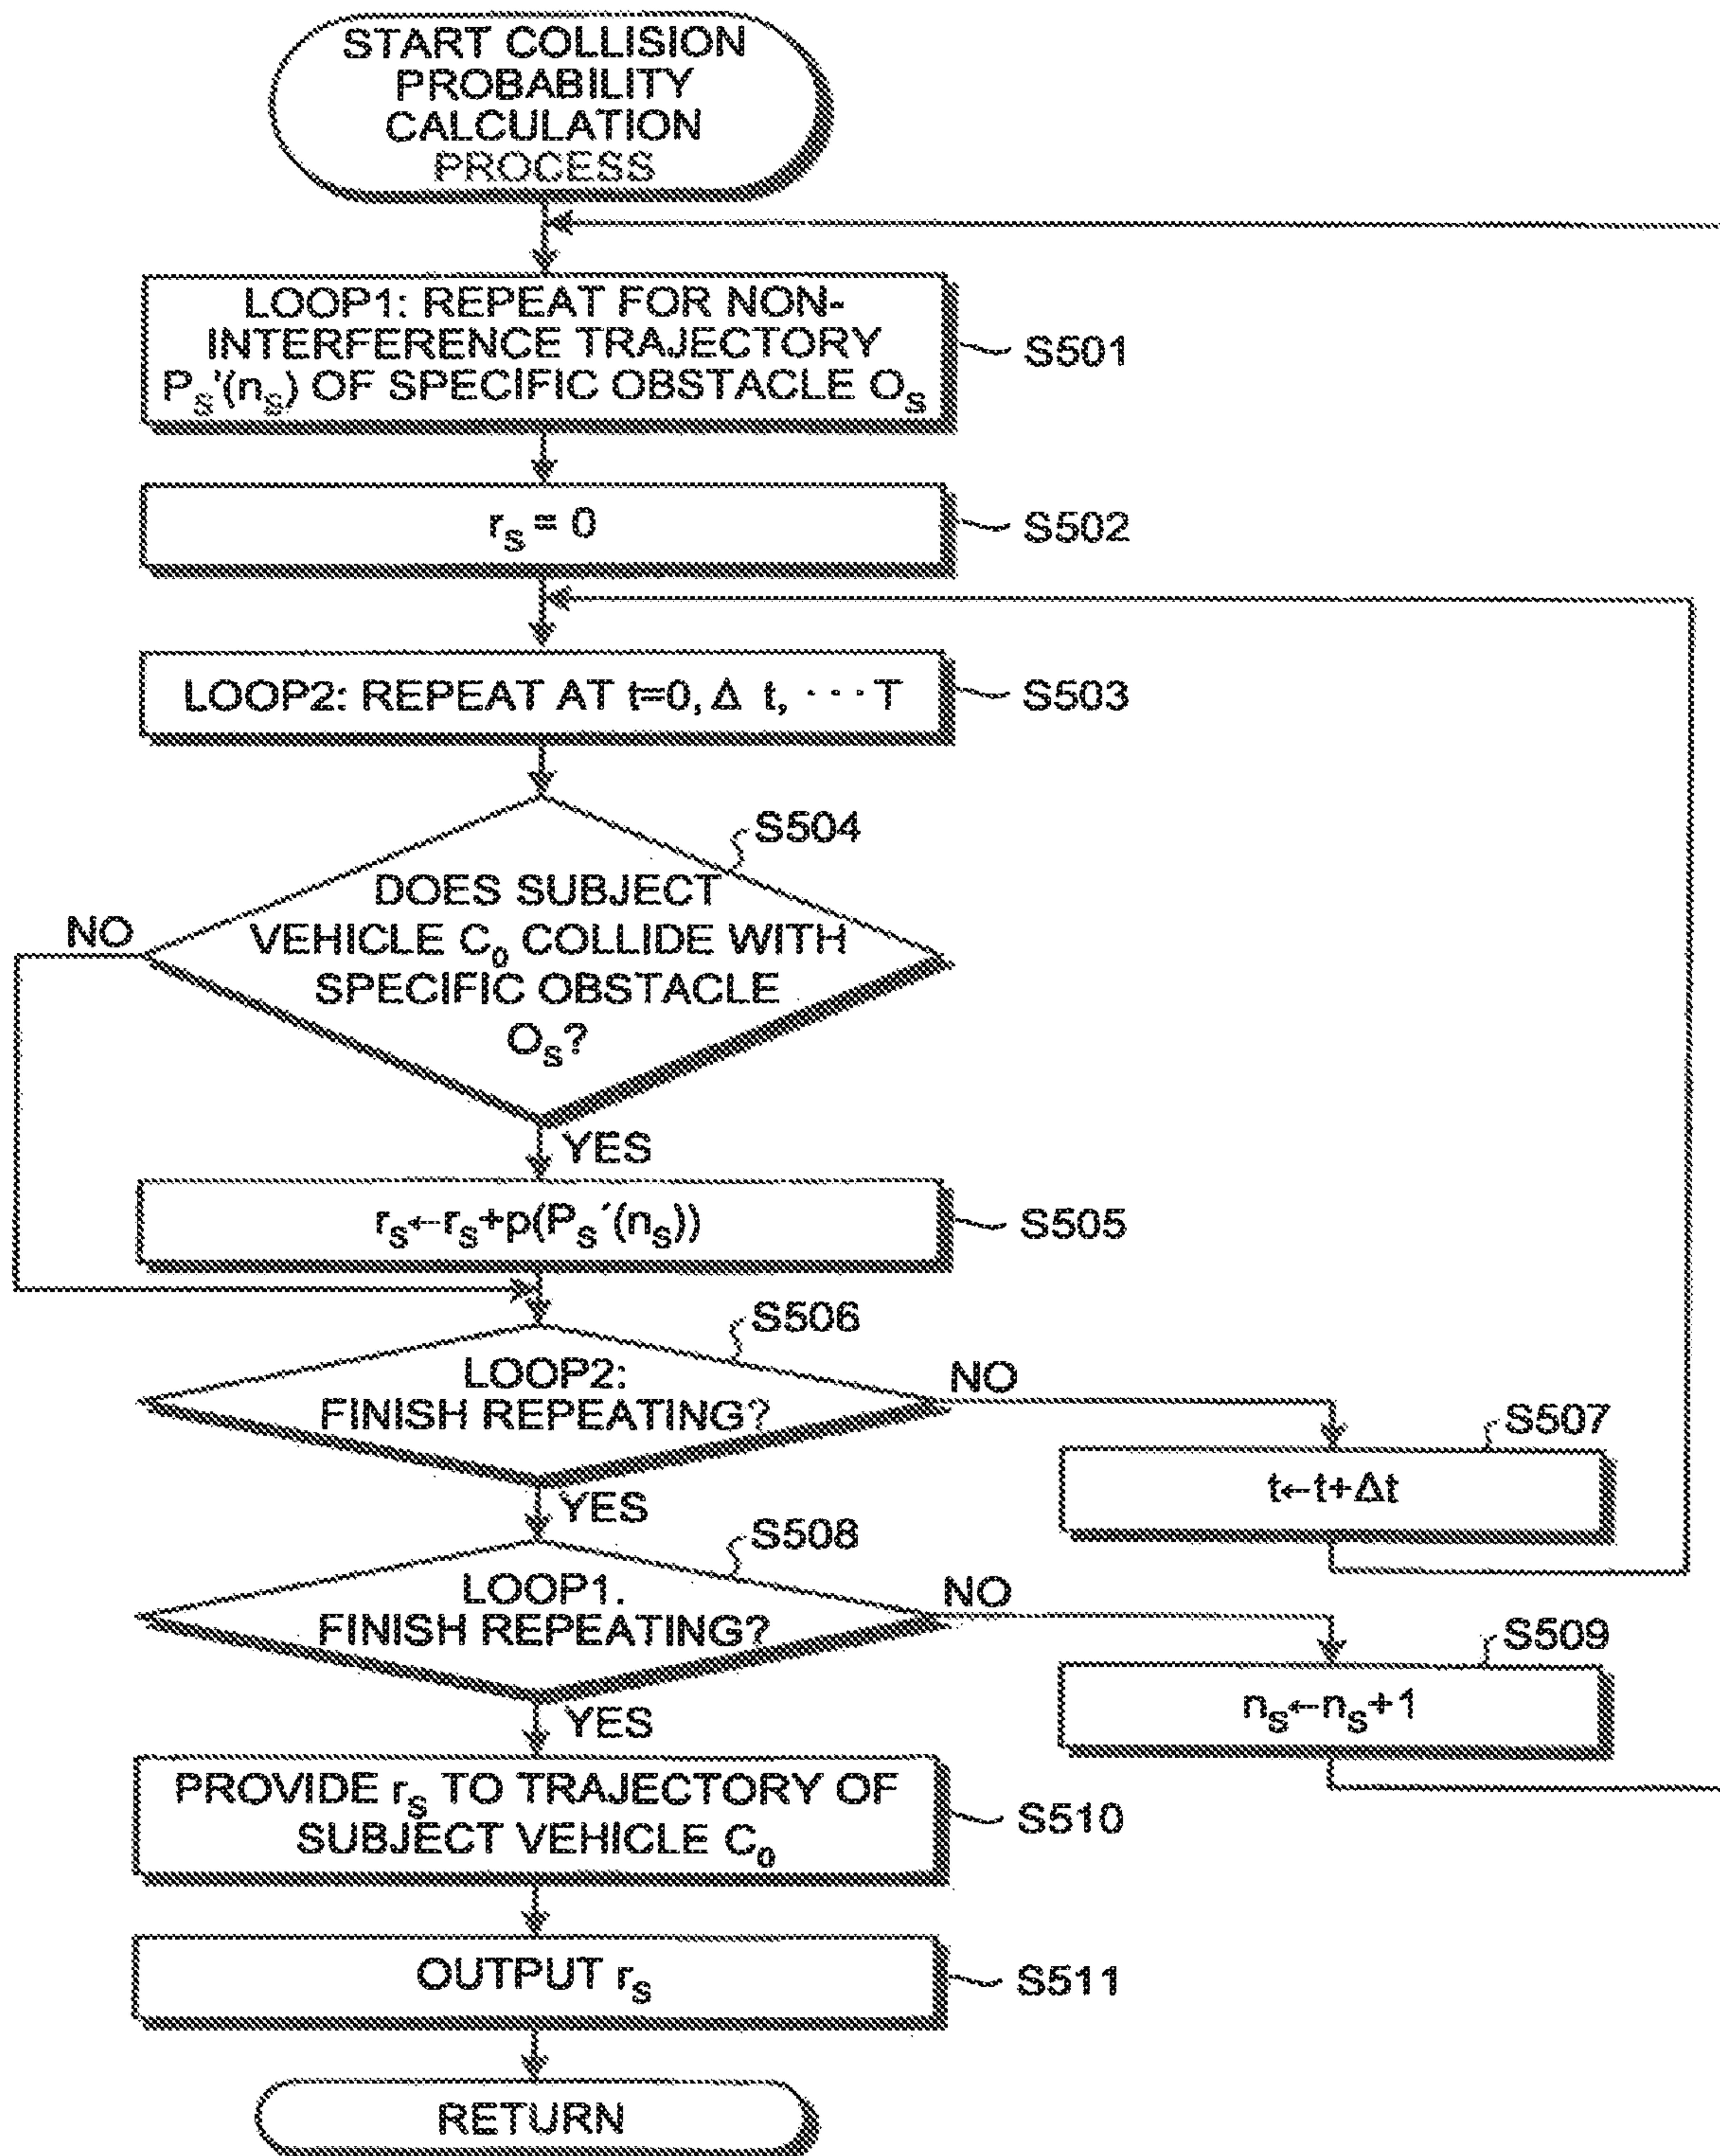 START COLLISION
PROBABILITY
CALCULATION
PROCESS
LOOP1: REPEAT FOR NON-
INTERFERENCE TRAJECTORY
Pₛ'(nₛ) OF SPECIFIC OBSTACLE Oₛ
S501
rₛ = 0
S502
LOOP2: REPEAT AT t=0, Δ t, ··· T
S503
S504
DOES SUBJECT
VEHICLE C₀ COLLIDE WITH
SPECIFIC OBSTACLE
Oₛ?
NO
YES
rₛ←rₛ+p(Pₛ'(nₛ))
S505
S506
LOOP2:
FINISH REPEATING?
NO
YES
S507
t←t+Δt
S508
LOOP1.
FINISH REPEATING?
NO
YES
S509
nₛ←nₛ+1
PROVIDE rₛ TO TRAJECTORY OF
SUBJECT VEHICLE C₀
S510
OUTPUT rₛ
S511
RETURN